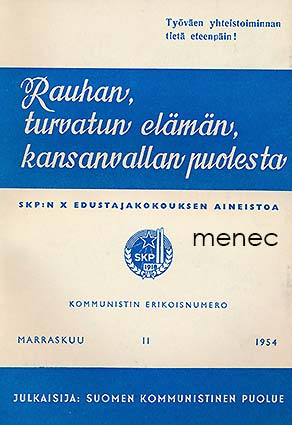 Työväen yhteistoiminnan
tietä eteenpäin!
Rauhan,
turvatun elämän,
kansanvallan puolesta
SKP:N X EDUSTAJAKOKOUKSEN AINEISTOA
menec
SKP
1918
KOMMUNISTIN ERIKOISNUMERO
MARRASKUU 11 1954
JULKAISIJA: SUOMEN KOMMUNISTINEN PUOLUE